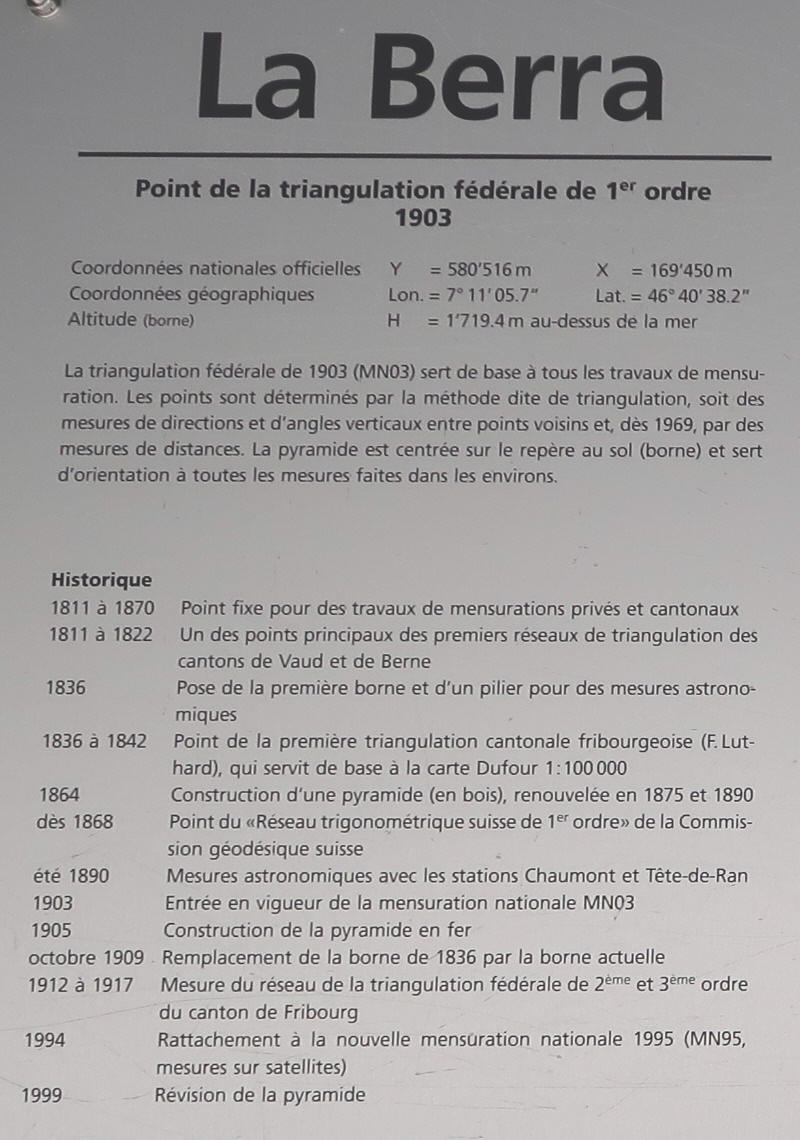 La Berra
Point de la triangulation fédérale de 1er ordre
1903
Coordonnées nationales officielles Y = 580'516 m X = 169'450 m
Coordonnées géographiques Lon. = 7° 11' 05.7" Lat. = 46° 40' 38.2"
Altitude (borne) H = 1'719.4 m au-dessus de la mer
La triangulation fédérale de 1903 (MN03) sert de base à tous les travaux de mensu-
ration. Les points sont déterminés par la méthode dite de triangulation, soit des
mesures de directions et d'angles verticaux entre points voisins et, dès 1969, par des
mesures de distances. La pyramide est centrée sur le repère au sol (borne) et sert
d'orientation à toutes les mesures faites dans les environs.
Historique
1811 à 1870 Point fixe pour des travaux de mensurations privés et cantonaux
1811 à 1822 Un des points principaux des premiers réseaux de triangulation des
cantons de Vaud et de Berne
1836 Pose de la première borne et d'un pilier pour des mesures astrono-
miques
1836 à 1842 Point de la première triangulation cantonale fribourgeoise (F. Lut-
hard), qui servit de base à la carte Dufour 1:100 000
1864 Construction d'une pyramide (en bois), renouvelée en 1875 et 1890
dès 1868 Point du «Réseau trigonométrique suisse de 1er ordre» de la Commis-
sion géodésique suisse
été 1890 Mesures astronomiques avec les stations Chaumont et Tête-de-Ran
1903 Entrée en vigueur de la mensuration nationale MN03
1905 Construction de la pyramide en fer
octobre 1909 Remplacement de la borne de 1836 par la borne actuelle
1912 à 1917 Mesure du réseau de la triangulation fédérale de 2ème et 3ème ordre
du canton de Fribourg
1994 Rattachement à la nouvelle mensuration nationale 1995 (MN95,
mesures sur satellites)
1999 Révision de la pyramide